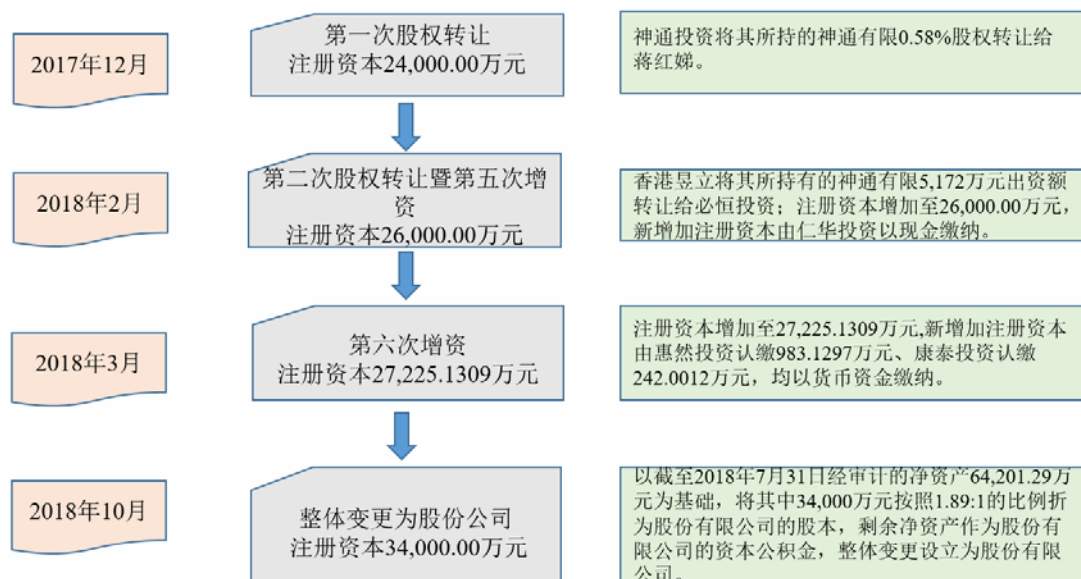 2017年12月
第一次股权转让
注册资本24,000.00万元
神通投资将其所持的神通有限0.58%股权转让给
蒋红娣。
2018年2月
第二次股权转让暨第五次增
资
注册资本26,000.00万元
香港昱立将其所持有的神通有限5,172万元出资额
转让给必恒投资；注册资本增加至26,000.00万元，
新增加注册资本由仁华投资以现金缴纳。
2018年3月
第六次增资
注册资本27,225.1309万元
注册资本增加至27,225.1309万元,新增加注册资本
由惠然投资认缴983.1297万元、康泰投资认缴
242.0012万元，均以货币资金缴纳。
2018年10月
整体变更为股份公司
注册资本34,000.00万元
以截至2018年7月31日经审计的净资产64,201.29万
元为基础，将其中34,000万元按照1.89:1的比例折
为股份有限公司的股本，剩余净资产作为股份有
限公司的资本公积金，整体变更设立为股份有限
公司。